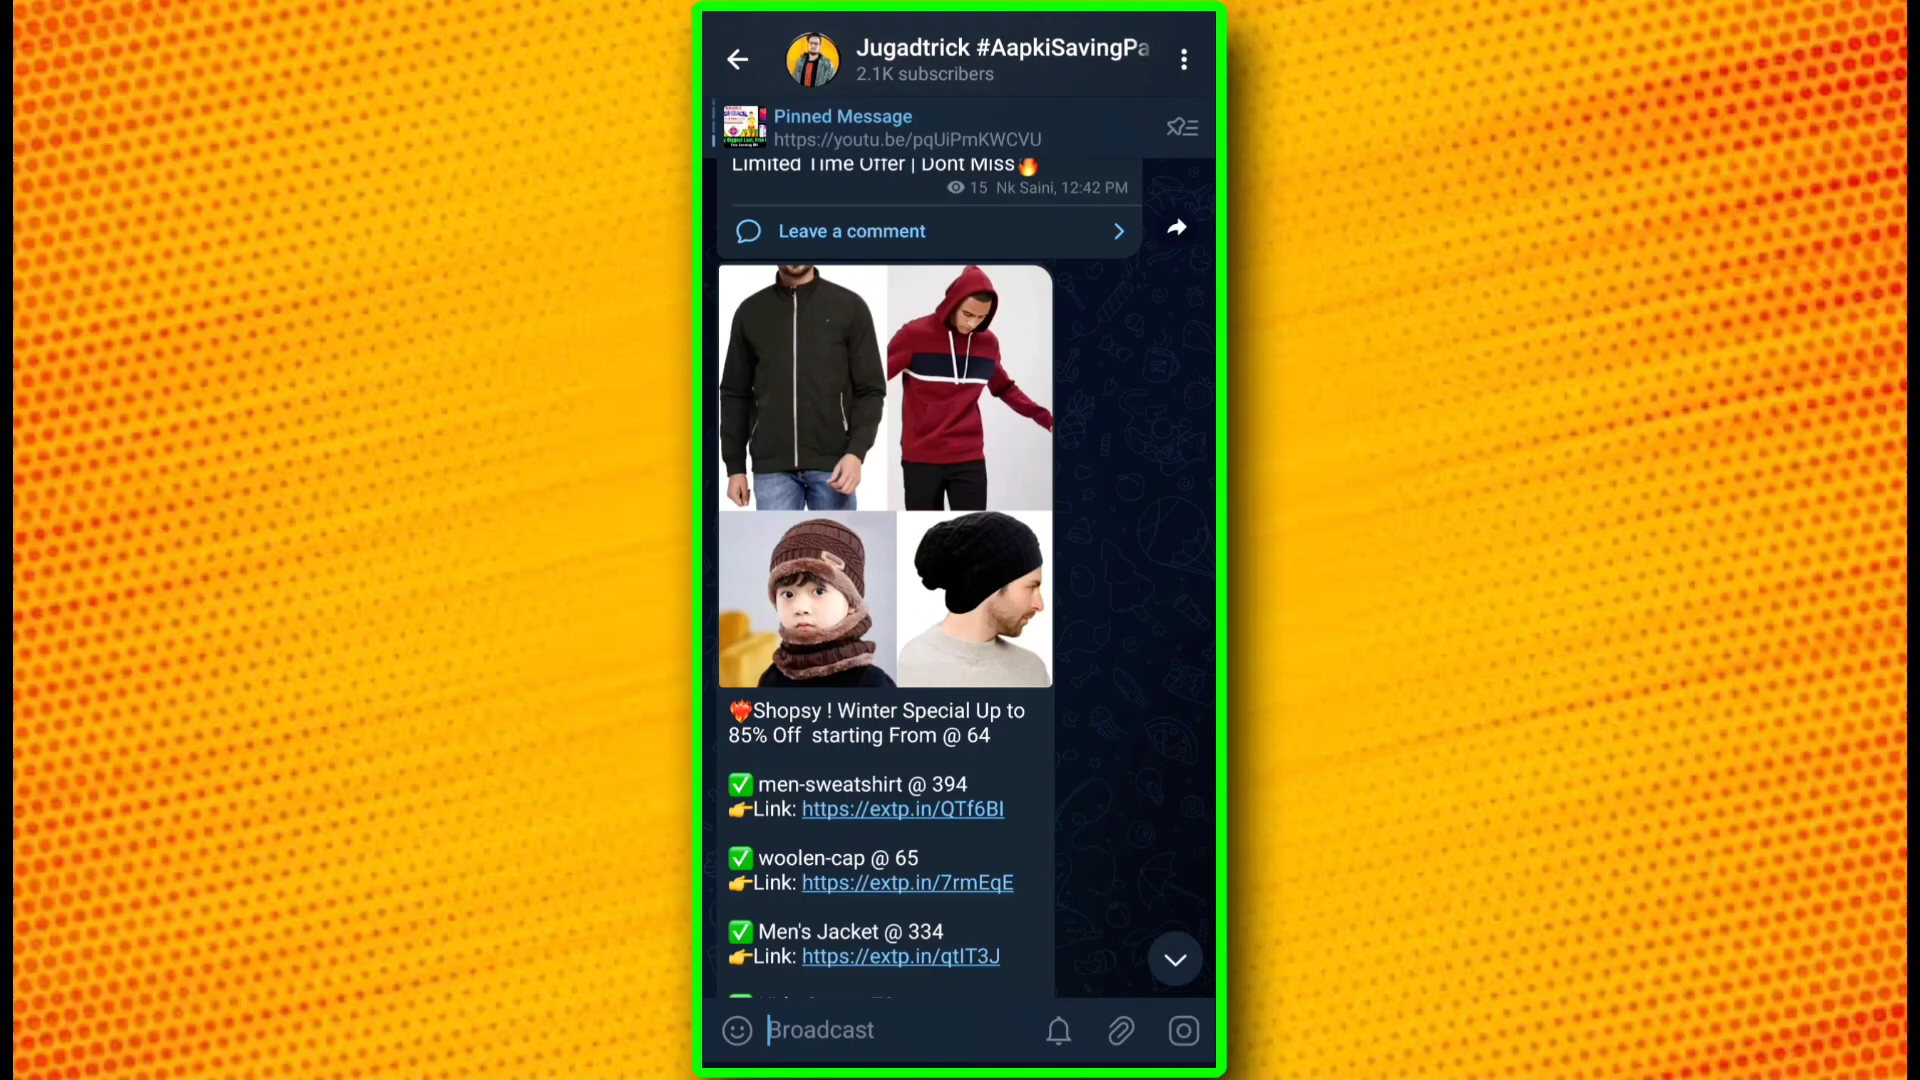 Jugadtrick #AapkiSavingPa
2.1K subscribers
Pinned Message
https://youtu.be/pqUiPmKWCVU
Limited Time Offer | Dont Miss🔥
15 Nk Saini, 12:42 PM
Leave a comment
❤️‍🔥Shopsy ! Winter Special Up to
85% Off starting From @ 64
✅ men-sweatshirt @ 394
👉Link: https://extp.in/QTf6BI
✅ woolen-cap @ 65
👉Link: https://extp.in/7rmEqE
✅ Men's Jacket @ 334
👉Link: https://extp.in/qtIT3J
Broadcast